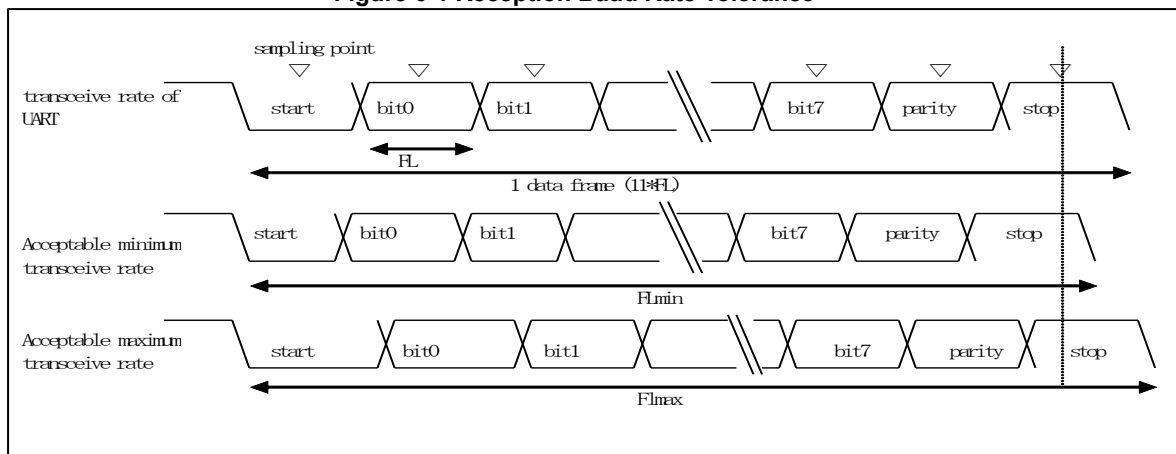 Figure 3-1 Reception Baud Rate Tolerance
sampling point
transceive rate of
UART
start
bit0
bit1
bit7
parity
stop
FL
1 data frame (11*FL)
Acceptable minimum
transceive rate
start
bit0
bit1
bit7
parity
stop
FLmin
Acceptable maximum
transceive rate
start
bit0
bit1
bit7
parity
stop
Flmax